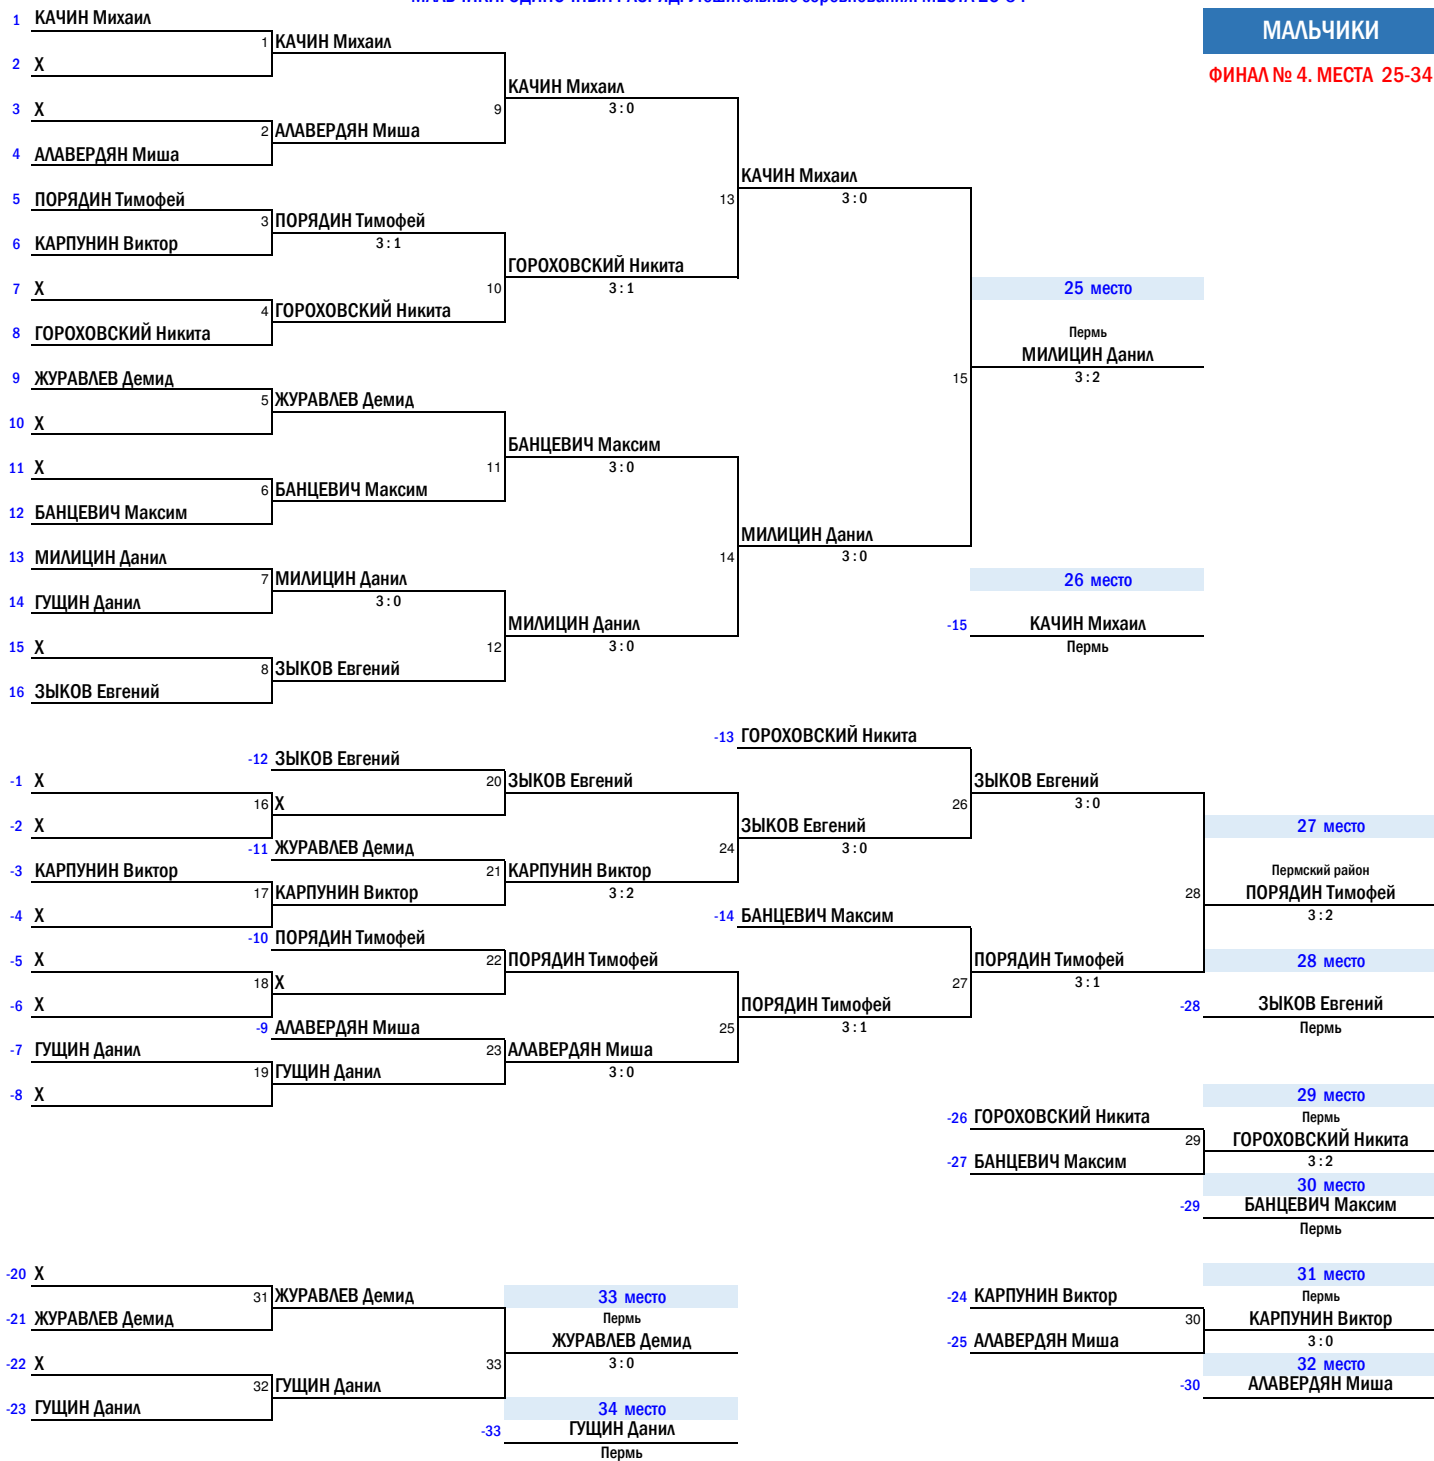 МАЛЬЧИКИ
ФИНАЛ № 4. МЕСТА 25-34
1 КАЧИН Михаил
1 КАЧИН Михаил
2 X
КАЧИН Михаил
3:0
3 X
9
2 АЛАВЕРДЯН Миша
4 АЛАВЕРДЯН Миша
КАЧИН Михаил
3:0
5 ПОРЯДИН Тимофей
13
3 ПОРЯДИН Тимофей
3:1
6 КАРПУНИН Виктор
ГОРОХОВСКИЙ Никита
3:1
7 X
10
25 место
4 ГОРОХОВСКИЙ Никита
8 ГОРОХОВСКИЙ Никита
Пермь
МИЛИЦИН Данил
3:2
9 ЖУРАВЛЕВ Демид
15
5 ЖУРАВЛЕВ Демид
10 X
БАНЦЕВИЧ Максим
3:0
11 X
11
6 БАНЦЕВИЧ Максим
12 БАНЦЕВИЧ Максим
МИЛИЦИН Данил
3:0
13 МИЛИЦИН Данил
14
7 МИЛИЦИН Данил
3:0
26 место
14 ГУЩИН Данил
МИЛИЦИН Данил
3:0
-15 КАЧИН Михаил
Пермь
15 X
12
8 ЗЫКОВ Евгений
16 ЗЫКОВ Евгений
-13 ГОРОХОВСКИЙ Никита
-12 ЗЫКОВ Евгений
-1 X
20 ЗЫКОВ Евгений
ЗЫКОВ Евгений
3:0
16 X
26
-2 X
ЗЫКОВ Евгений
3:0
27 место
-11 ЖУРАВЛЕВ Демид
24
-3 КАРПУНИН Виктор
21 КАРПУНИН Виктор
3:2
Пермский район
ПОРЯДИН Тимофей
3:2
17 КАРПУНИН Виктор
28
-4 X
-14 БАНЦЕВИЧ Максим
-10 ПОРЯДИН Тимофей
-5 X
22 ПОРЯДИН Тимофей
ПОРЯДИН Тимофей
3:1
28 место
18 X
27
-6 X
ПОРЯДИН Тимофей
3:1
-28 ЗЫКОВ Евгений
Пермь
-9 АЛАВЕРДЯН Миша
25
-7 ГУЩИН Данил
23 АЛАВЕРДЯН Миша
3:0
19 ГУЩИН Данил
-8 X
29 место
-26 ГОРОХОВСКИЙ Никита
Пермь
29 ГОРОХОВСКИЙ Никита
3:2
-27 БАНЦЕВИЧ Максим
30 место
-29 БАНЦЕВИЧ Максим
Пермь
-20 X
31 место
31 ЖУРАВЛЕВ Демид
33 место
-24 КАРПУНИН Виктор
Пермь
-21 ЖУРАВЛЕВ Демид
Пермь
30 КАРПУНИН Виктор
3:0
ЖУРАВЛЕВ Демид
3:0
-25 АЛАВЕРДЯН Миша
-22 X
33
32 место
32 ГУЩИН Данил
-30 АЛАВЕРДЯН Миша
-23 ГУЩИН Данил
34 место
-33 ГУЩИН Данил
Пермь